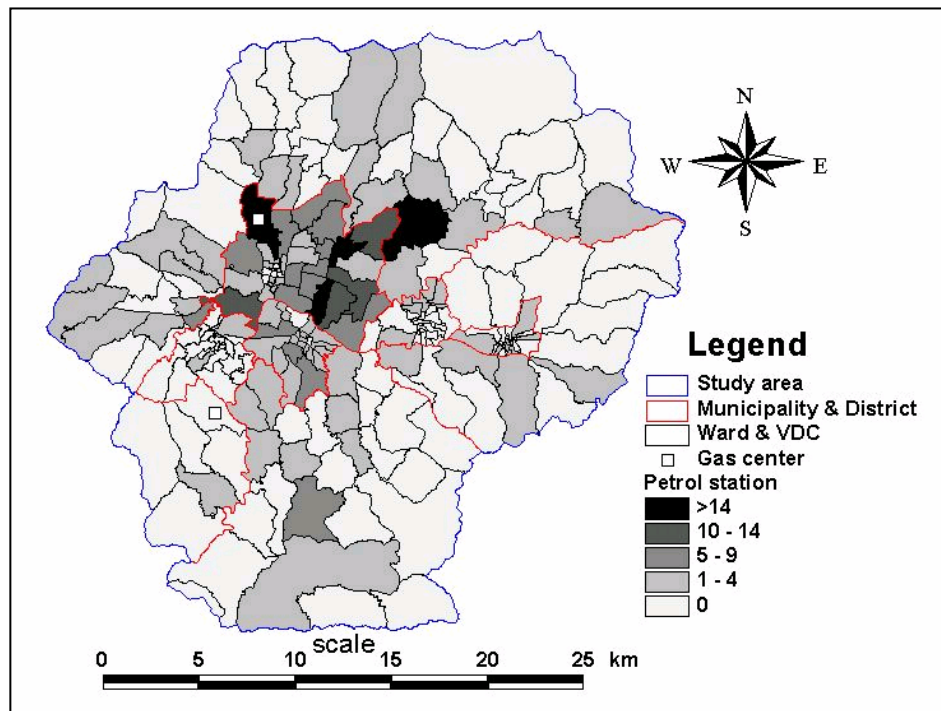 N
W E
S
Legend
Study area
Municipality & District
Ward & VDC
Gas center
Petrol station
>14
10 - 14
5 - 9
1 - 4
0
scale
0 5 10 15 20 25 km